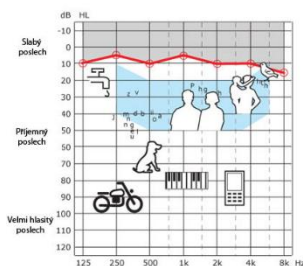 dB HL
Slabý
poslech
-10
0
10
20
30
z v
p h g
h
40
j m d b
n
n g
50
Příjemný
poslech
60
70
80
Velmi hlasitý
poslech
90
100
110
120
125 250 500 1k 2k 4k 8k Hz